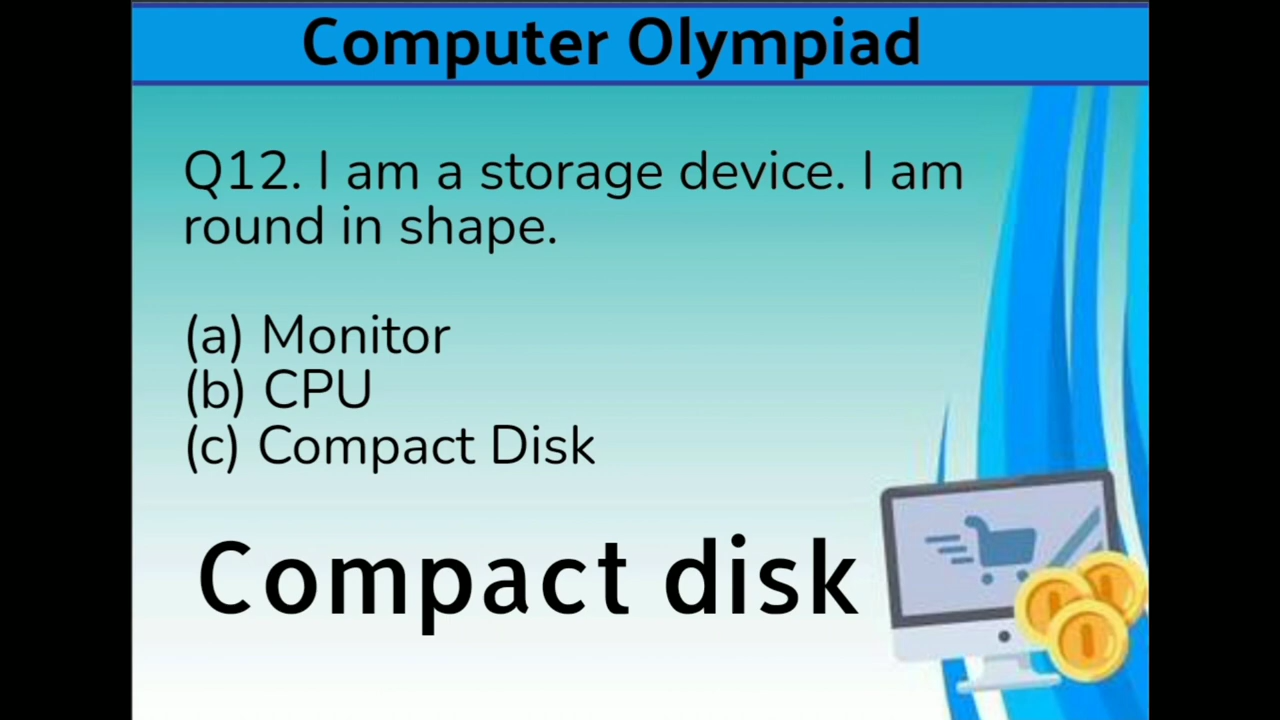 Computer Olympiad
Q12. I am a storage device. I am
round in shape.
(a) Monitor
(b) CPU
(c) Compact Disk
Compact disk